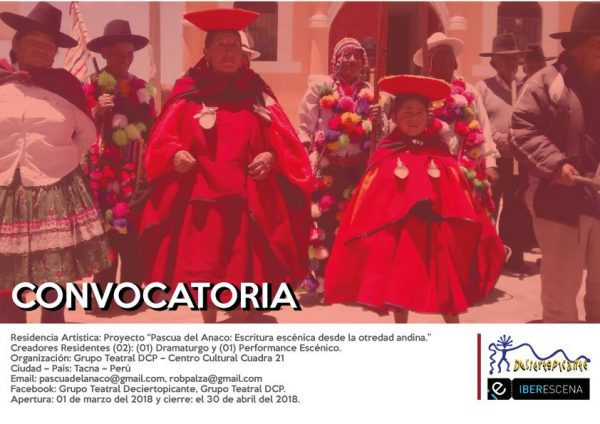 CONVOCATORIA
Residencia Artistica: Proyecto "Pascua del Anaco: Escritura escénica desde la otredad andina."
Creadores Residentes (02): (01) Dramaturgo y (01) Performance Escénico.
Organización: Grupo Teatral DCP – Centro Cultural Cuadra 21
Ciudad – País: Tacna – Perú
Email: pascuadelanaco@gmail.com, robpalza@gmail.com
Facebook: Grupo Teatral Deciertopicante, Grupo Teatral DCP.
Apertura: 01 de marzo del 2018 y cierre: el 30 de abril del 2018.
Deciertopicante
IBERESCENA